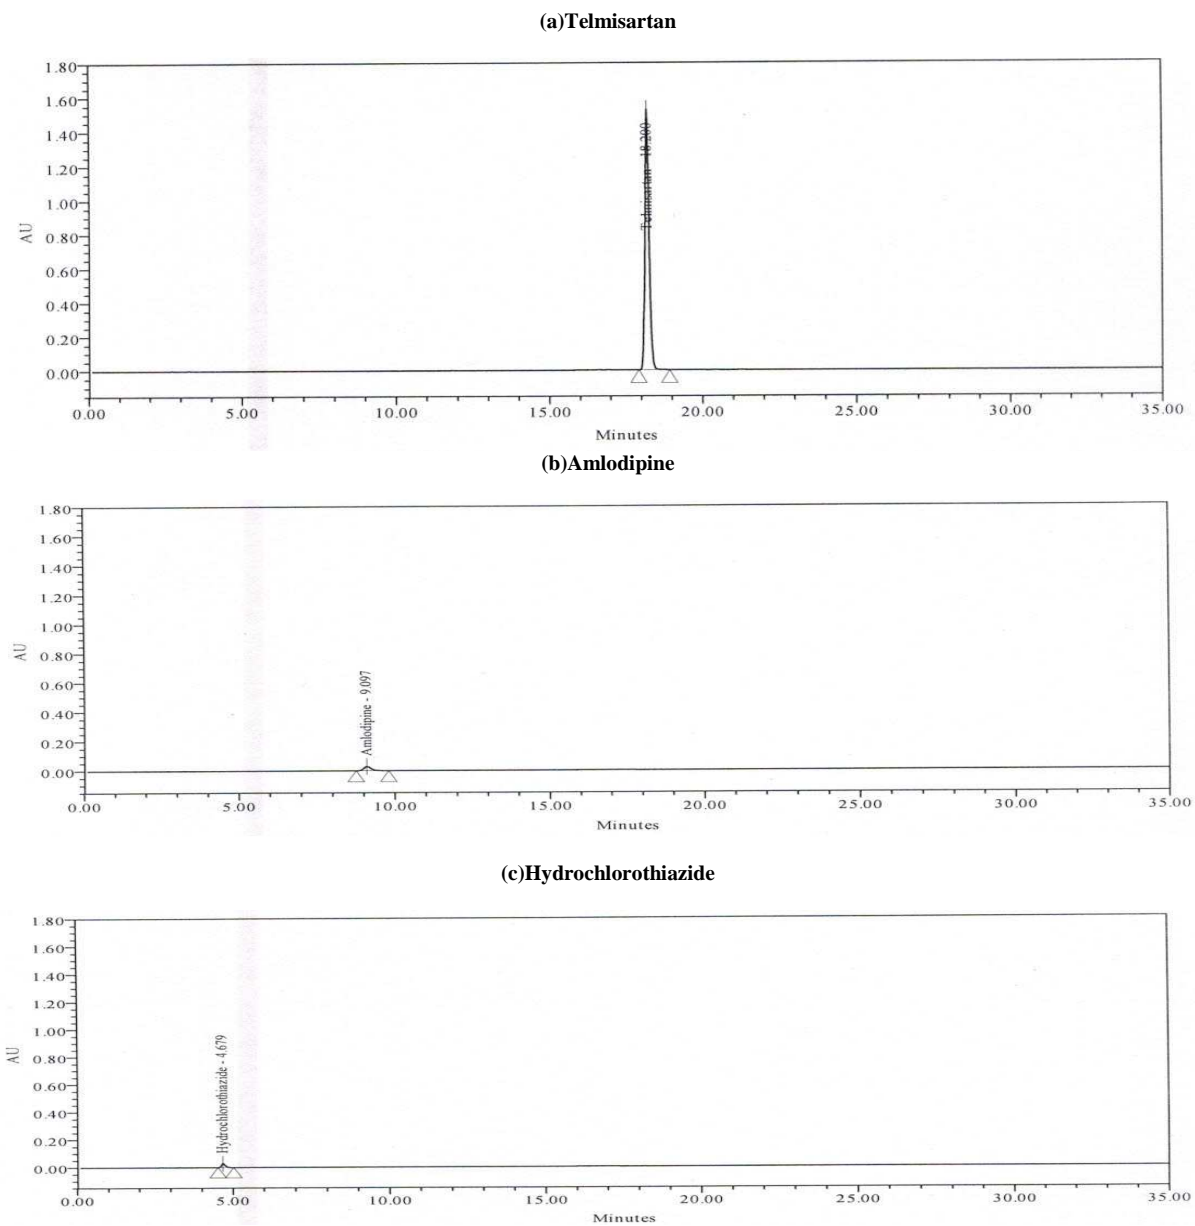 (a)Telmisartan
1.80
1.60
1.40
1.20
1.00
0.80
0.60
0.40
0.20
0.00
AU
Telmisartan - 18.200
0.00 5.00 10.00 15.00 20.00 25.00 30.00 35.00
Minutes
(b)Amlodipine
1.80
1.60
1.40
1.20
1.00
0.80
0.60
0.40
0.20
0.00
AU
Amlodipine - 9.097
0.00 5.00 10.00 15.00 20.00 25.00 30.00 35.00
Minutes
(c)Hydrochlorothiazide
1.80
1.60
1.40
1.20
1.00
0.80
0.60
0.40
0.20
0.00
AU
Hydrochlorothiazide - 4.679
0.00 5.00 10.00 15.00 20.00 25.00 30.00 35.00
Minutes